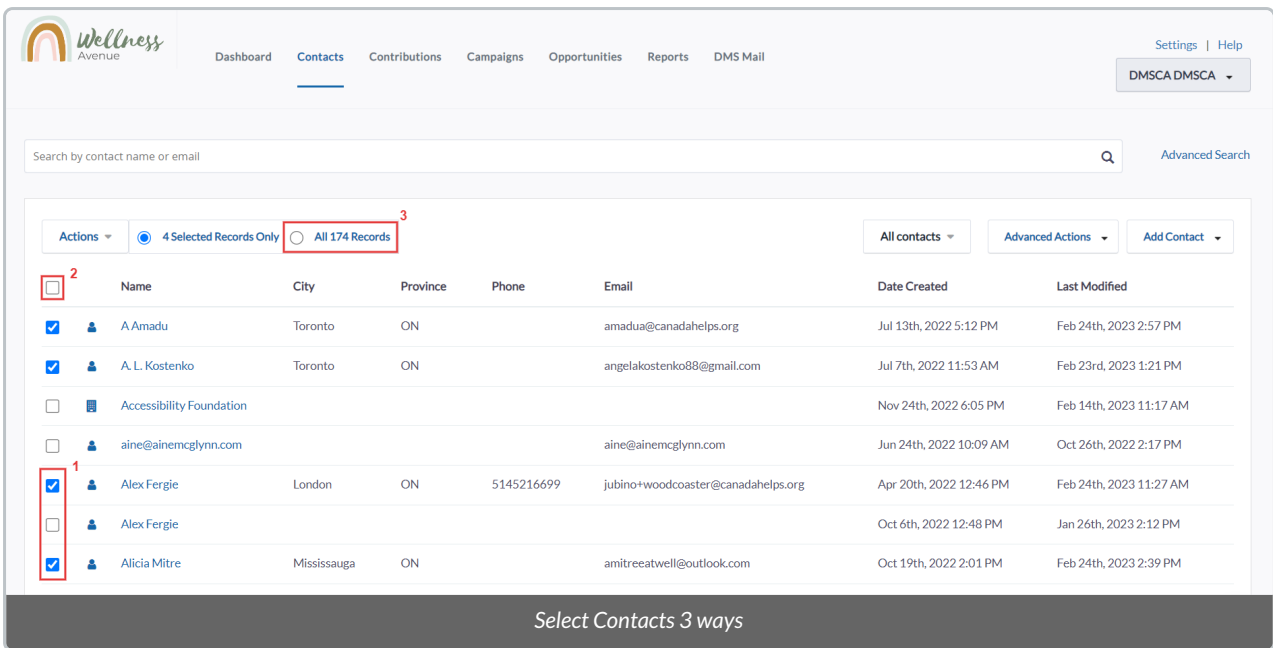 Wellness
Avenue
Dashboard Contacts Contributions Campaigns Opportunities Reports DMS Mail
Settings | Help
DMSCA DMSCA
Search by contact name or email
Advanced Search
3
Actions 4 Selected Records Only All 174 Records All contacts Advanced Actions Add Contact
2
Name City Province Phone Email Date Created Last Modified
A Amadu Toronto ON amadua@canadahelps.org Jul 13th, 2022 5:12 PM Feb 24th, 2023 2:57 PM
A. L. Kostenko Toronto ON angelakostenko88@gmail.com Jul 7th, 2022 11:53 AM Feb 23rd, 2023 1:21 PM
Accessibility Foundation Nov 24th, 2022 6:05 PM Feb 14th, 2023 11:17 AM
aine@ainemcglynn.com aine@ainemcglynn.com Jun 24th, 2022 10:09 AM Oct 26th, 2022 2:17 PM
1
Alex Fergie London ON 5145216699 jubino+woodcoaster@canadahelps.org Apr 20th, 2022 12:46 PM Feb 24th, 2023 11:27 AM
Alex Fergie Oct 6th, 2022 12:48 PM Jan 26th, 2023 2:12 PM
Alicia Mitre Mississauga ON amitreeatwell@outlook.com Oct 19th, 2022 2:01 PM Feb 24th, 2023 2:39 PM
Select Contacts 3 ways